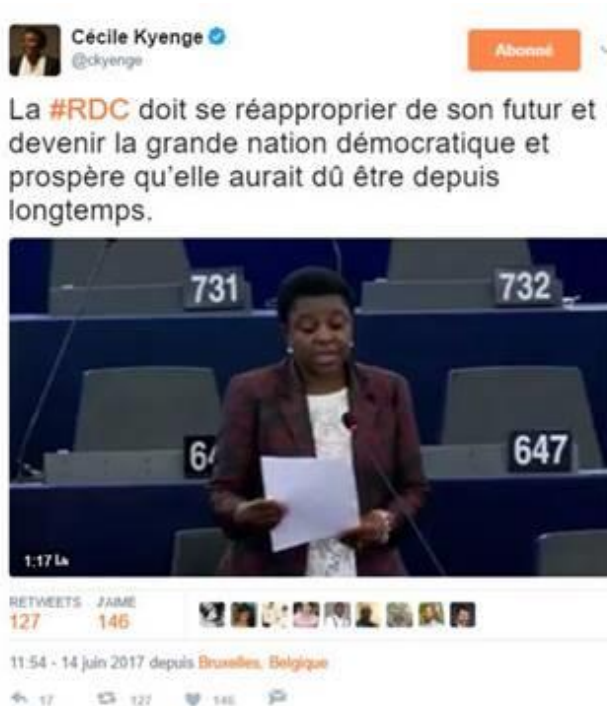 Cécile Kyenge
@ckyenge
Abonné
La #RDC doit se réapproprier de son futur et
devenir la grande nation démocratique et
prospère qu'elle aurait dû être depuis
longtemps.
731
732
64
647
1:17
RETWEETS J'AIME
127 146
11:54 - 14 juin 2017 depuis Bruxelles, Belgique
17 127 146